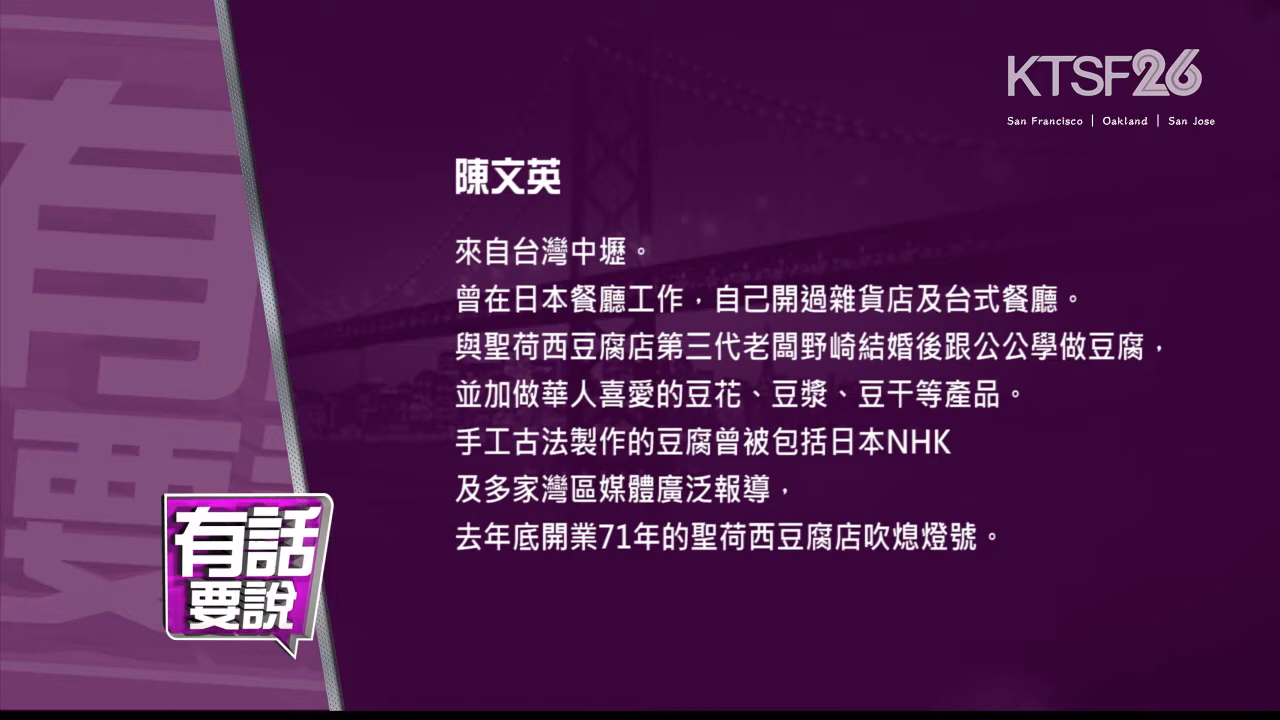 KTSF26
San Francisco | Oakland | San Jose
陳文英
來自台灣中壢。
曾在日本餐廳工作，自己開過雜貨店及台式餐廳。
與聖荷西豆腐店第三代老闆野崎結婚後跟公公學做豆腐，
並加做華人喜愛的豆花、豆漿、豆干等產品。
手工古法製作的豆腐曾被包括日本NHK
及多家灣區媒體廣泛報導，
去年底開業71年的聖荷西豆腐店吹熄燈號。
有話
要說
有
要說